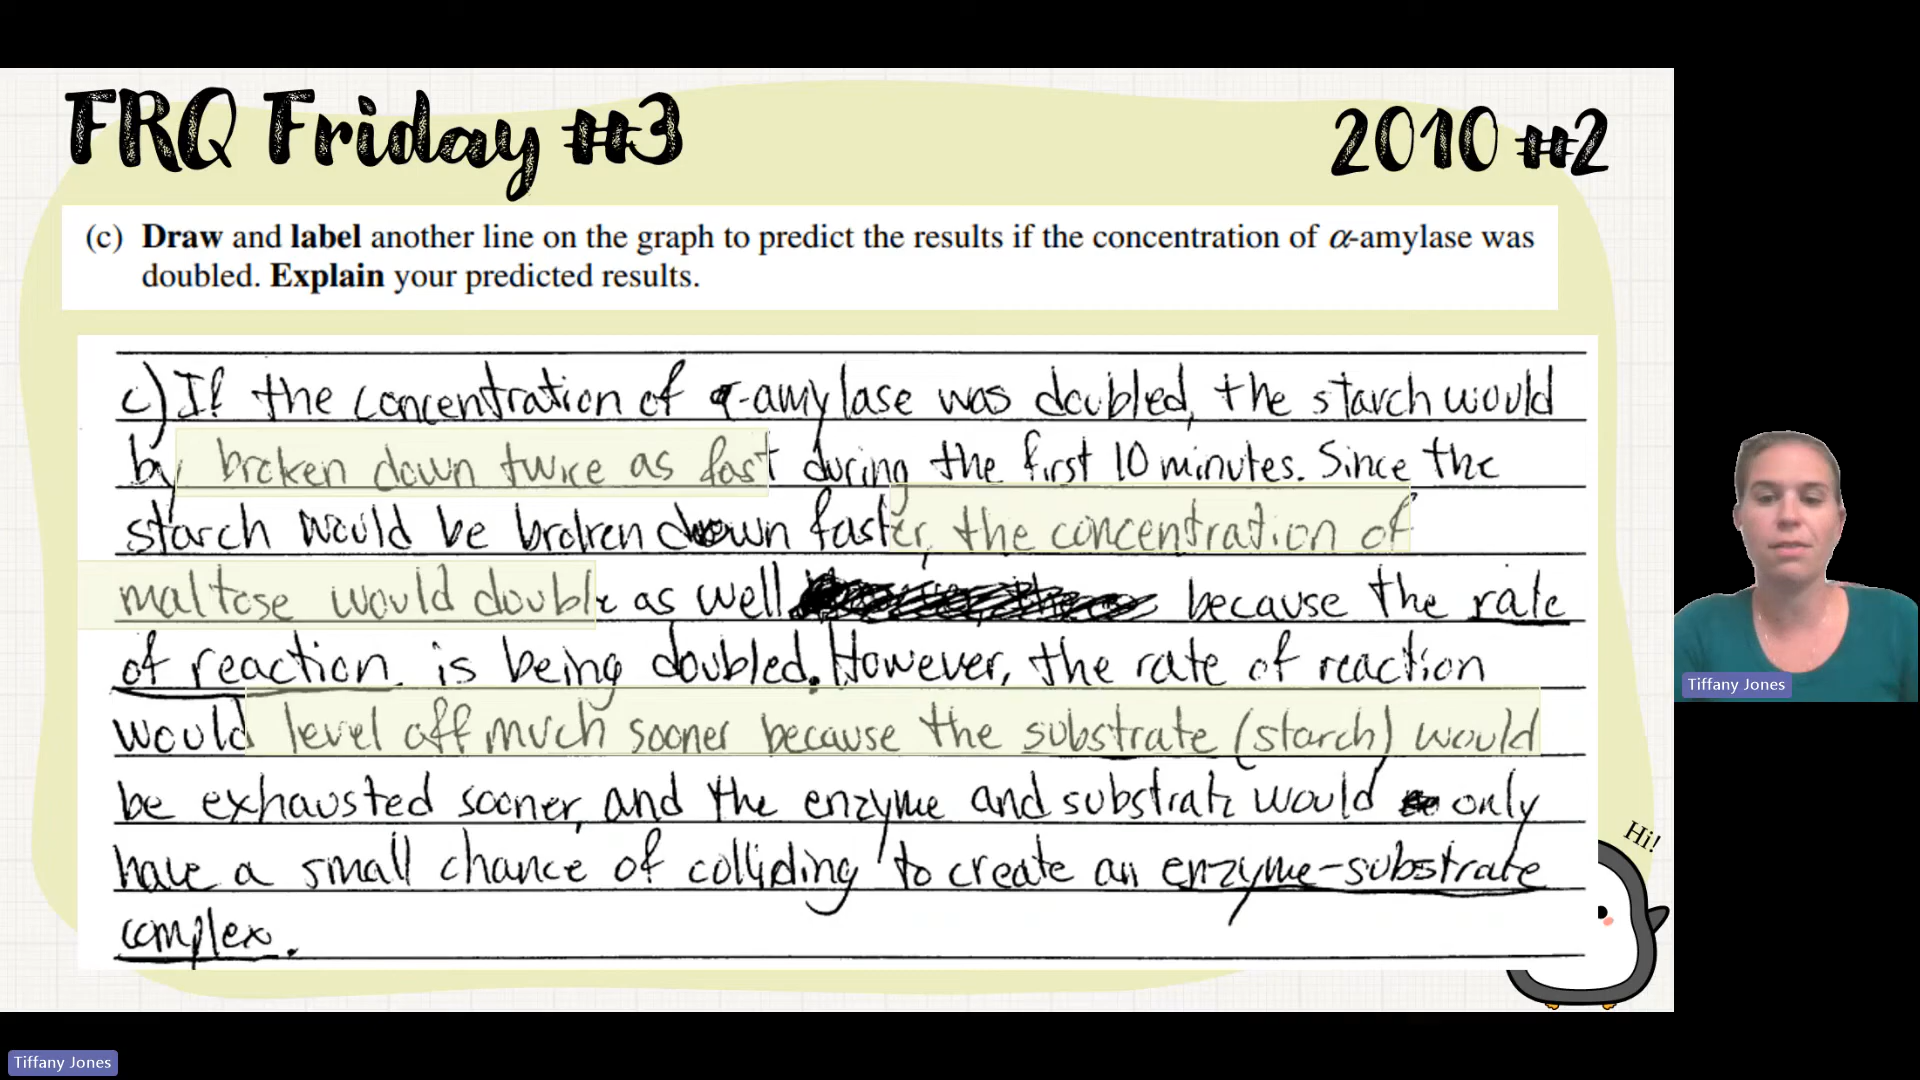 FRQ Friday #3
2010 #2
(c) Draw and label another line on the graph to predict the results if the concentration of α-amylase was
doubled. Explain your predicted results.
c) If the concentration of α-amylase was doubled, the starch would
by broken down twice as fast during the first 10 minutes. Since the
starch would be broken down faster, the concentration of
maltose would double as well because the rate
of reaction is being doubled. However, the rate of reaction
would level off much sooner because the substrate (starch) would
be exhausted sooner, and the enzyme and substrate would only
have a small chance of colliding to create an enzyme-substrate
complex.
Hi!
Tiffany Jones
Tiffany Jones